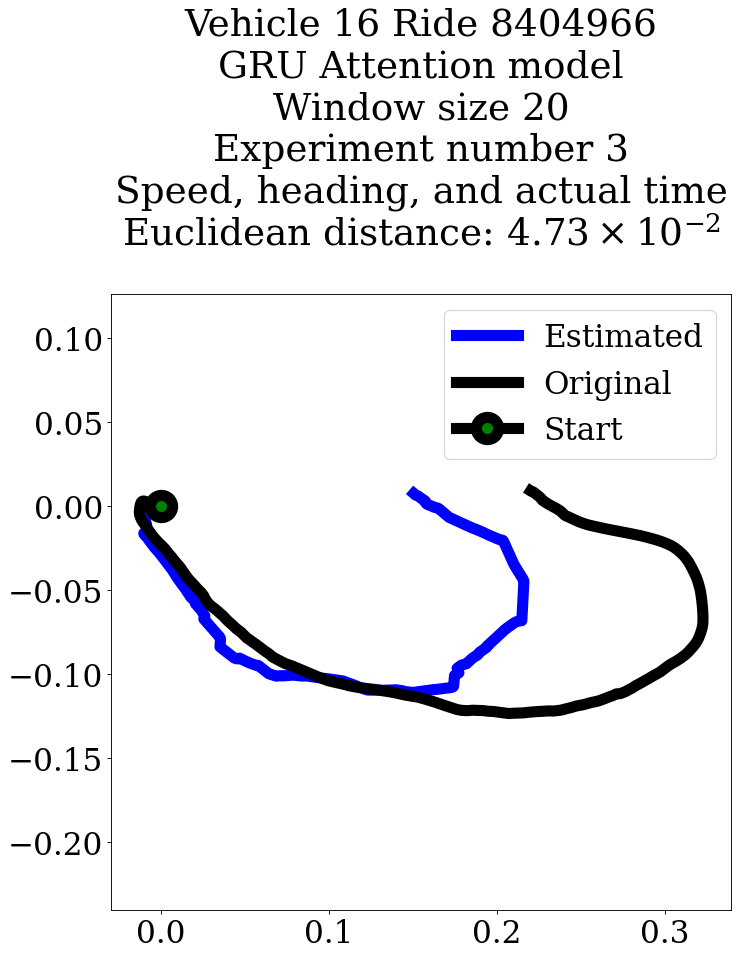 Vehicle 16 Ride 8404966
GRU Attention model
Window size 20
Experiment number 3
Speed, heading, and actual time
Euclidean distance: 4.73 × 10⁻²
Estimated
Original
Start
0.10
0.05
0.00
−0.05
−0.10
−0.15
−0.20
0.0 0.1 0.2 0.3